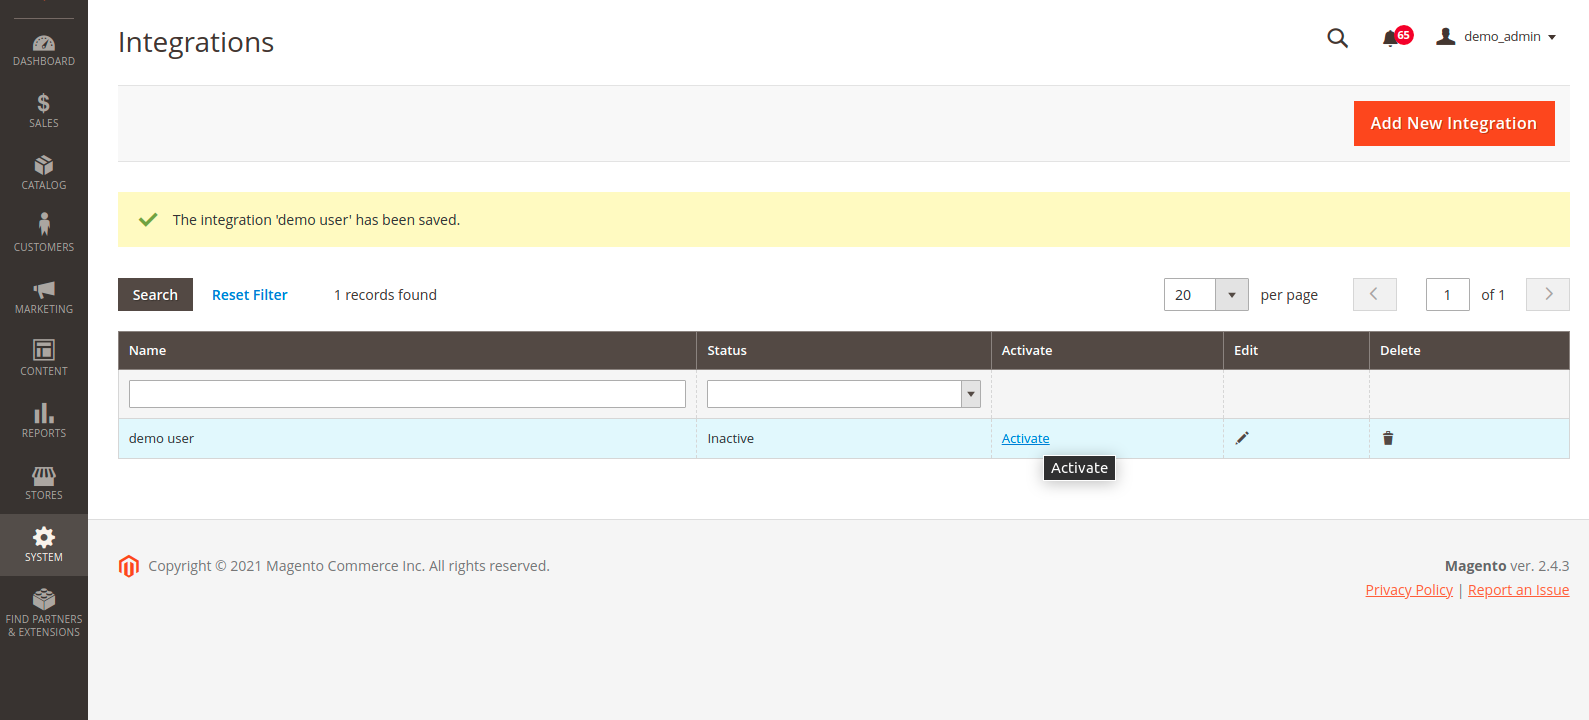 Integrations
65
demo_admin
DASHBOARD
SALES
CATALOG
CUSTOMERS
MARKETING
CONTENT
REPORTS
STORES
SYSTEM
FIND PARTNERS
& EXTENSIONS
Add New Integration
The integration 'demo user' has been saved.
Search Reset Filter 1 records found 20 per page 1 of 1
Name Status Activate Edit Delete
demo user Inactive Activate
Activate
Copyright © 2021 Magento Commerce Inc. All rights reserved.
Magento ver. 2.4.3
Privacy Policy | Report an Issue